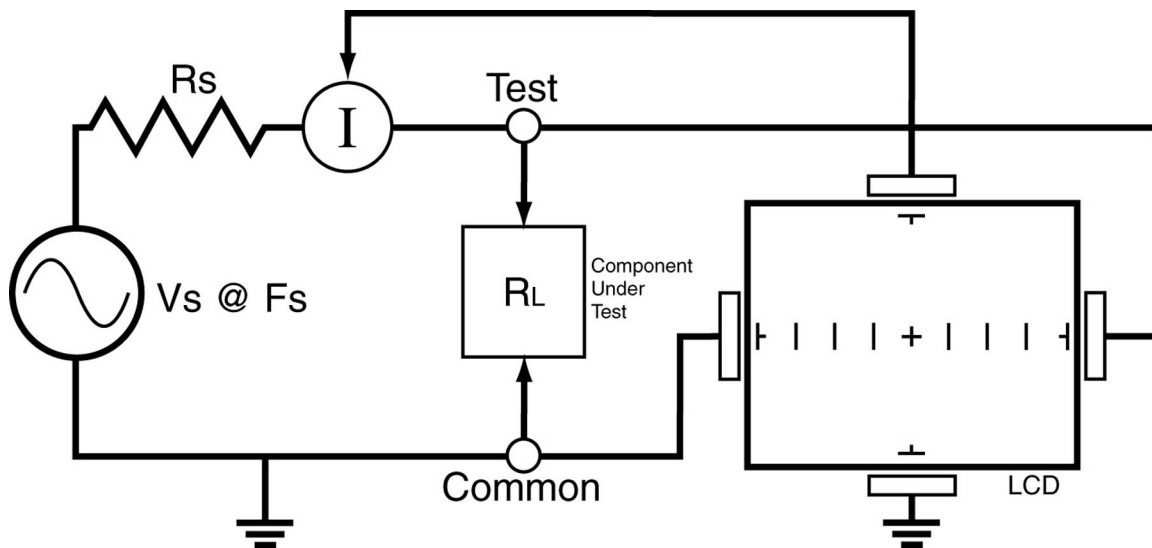 Rs
I
Test
Vs @ Fs
RL
Component
Under
Test
Common
LCD